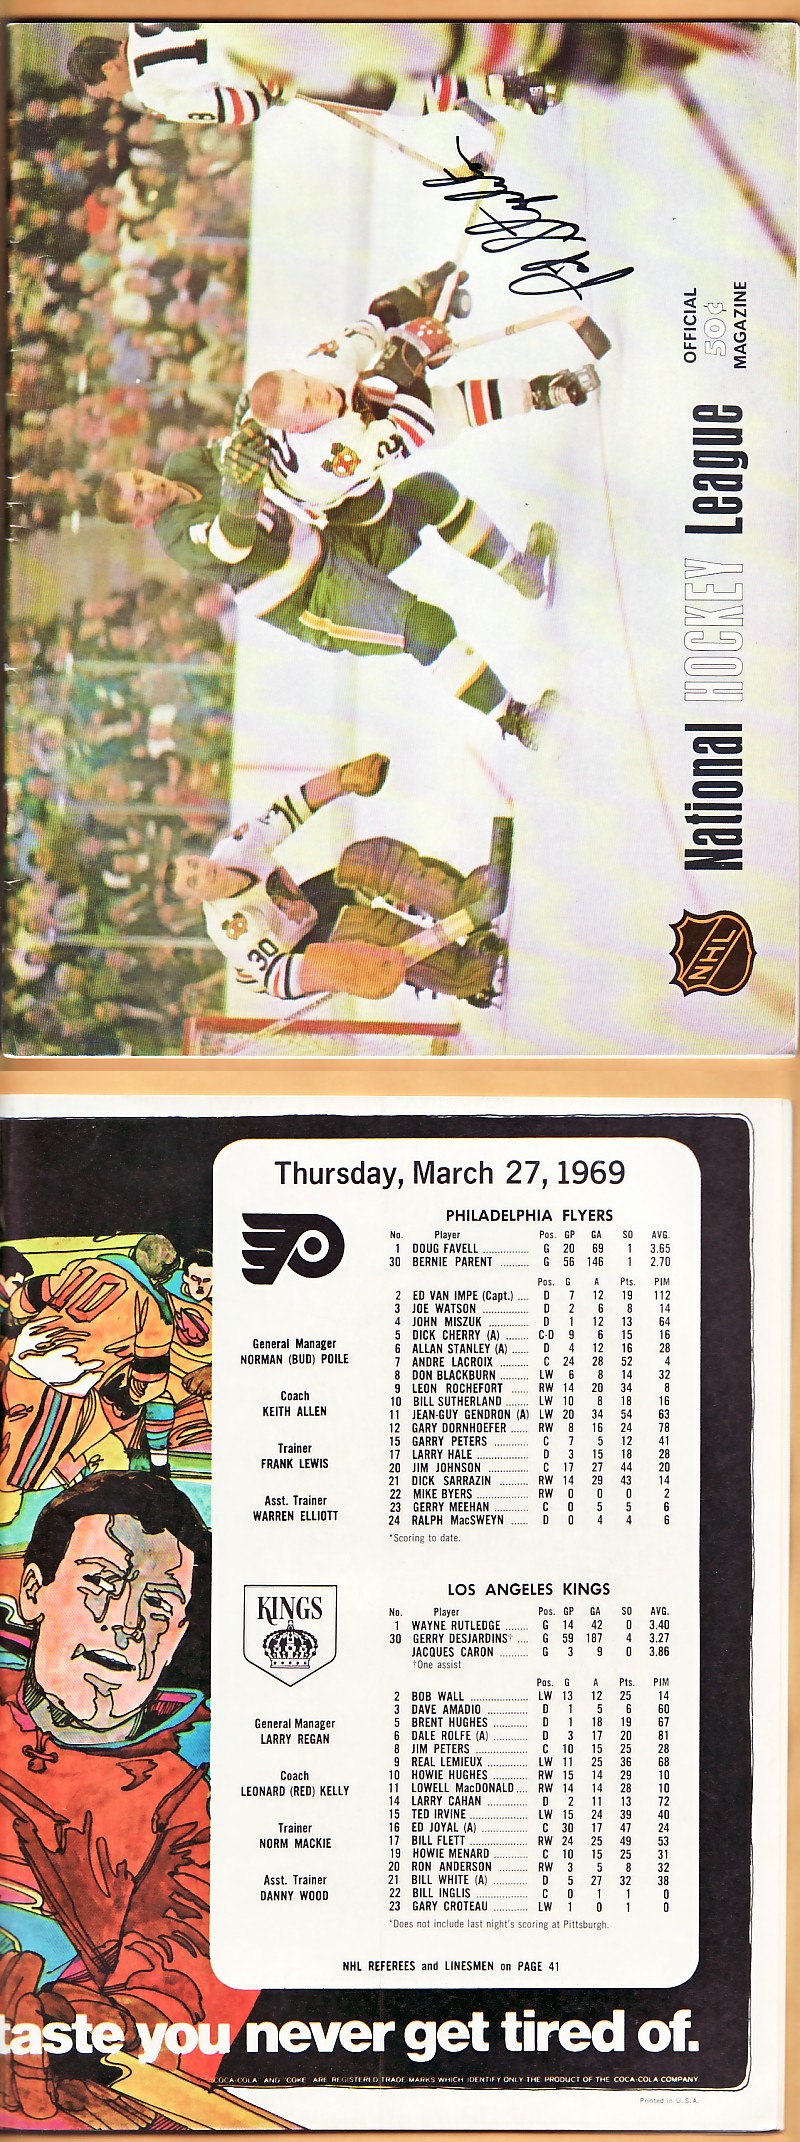 18
8
2
30
OFFICIAL
50¢
MAGAZINE
National HOCKEY League
NHL
Thursday, March 27, 1969
PHILADELPHIA FLYERS
No. Player Pos. GP GA SO AVG.
1 DOUG FAVELL ............... G 20 69 1 3.65
30 BERNIE PARENT .......... G 56 146 1 2.70
Pos. G A Pts. PIM
2 ED VAN IMPE (Capt.) .... D 7 12 19 112
3 JOE WATSON ............... D 2 6 8 14
4 JOHN MISZUK ............. D 1 12 13 64
5 DICK CHERRY (A) ........ C-D 9 6 15 16
6 ALLAN STANLEY (A) ...... D 4 12 16 28
7 ANDRE LACROIX .......... C 24 28 52 4
8 DON BLACKBURN ......... LW 6 8 14 32
9 LEON ROCHEFORT ...... RW 14 20 34 8
10 BILL SUTHERLAND ....... LW 10 8 18 16
11 JEAN-GUY GENDRON (A) LW 20 34 54 63
12 GARY DORNHOEFER ...... RW 8 16 24 78
15 GARRY PETERS ........... C 7 5 12 41
17 LARRY HALE ............... D 3 15 18 28
20 JIM JOHNSON ............. C 17 27 44 20
21 DICK SARRAZIN .......... RW 14 29 43 14
22 MIKE BYERS ................ RW 0 0 0 2
23 GERRY MEEHAN .......... C 0 5 5 6
24 RALPH MacSWEYN ...... D 0 4 4 6
*Scoring to date.
General Manager
NORMAN (BUD) POILE
Coach
KEITH ALLEN
Trainer
FRANK LEWIS
Asst. Trainer
WARREN ELLIOTT
10
KINGS
LOS ANGELES KINGS
No. Player Pos. GP GA SO AVG.
1 WAYNE RUTLEDGE ........ G 14 42 0 3.40
30 GERRY DESJARDINS† .... G 59 187 4 3.27
JACQUES CARON .......... G 3 9 0 3.86
†One assist
Pos. G A Pts. PIM
2 BOB WALL ................... LW 13 12 25 14
3 DAVE AMADIO ............. D 1 5 6 60
5 BRENT HUGHES .......... D 1 18 19 67
6 DALE ROLFE (A) ......... D 3 17 20 81
8 JIM PETERS ............... C 10 15 25 28
9 REAL LEMIEUX ............ LW 11 25 36 68
10 HOWIE HUGHES .......... RW 15 14 29 10
11 LOWELL MacDONALD .... RW 14 14 28 10
14 LARRY CAHAN ............. D 2 11 13 72
15 TED IRVINE ................ LW 15 24 39 40
16 ED JOYAL (A) ............. C 30 17 47 24
17 BILL FLETT ................ RW 24 25 49 53
19 HOWIE MENARD .......... C 10 15 25 31
20 RON ANDERSON .......... RW 3 5 8 32
21 BILL WHITE (A) .......... D 5 27 32 38
22 BILL INGLIS ............... C 0 1 1 0
23 GARY CROTEAU ........... LW 1 0 1 0
*Does not include last night's scoring at Pittsburgh.
General Manager
LARRY REGAN
Coach
LEONARD (RED) KELLY
Trainer
NORM MACKIE
Asst. Trainer
DANNY WOOD
NHL REFEREES and LINESMEN on PAGE 41
taste you never get tired of.
COCA-COLA AND COKE ARE REGISTERED TRADE MARKS WHICH IDENTIFY ONLY THE PRODUCT OF THE COCA-COLA COMPANY
Printed in U.S.A.